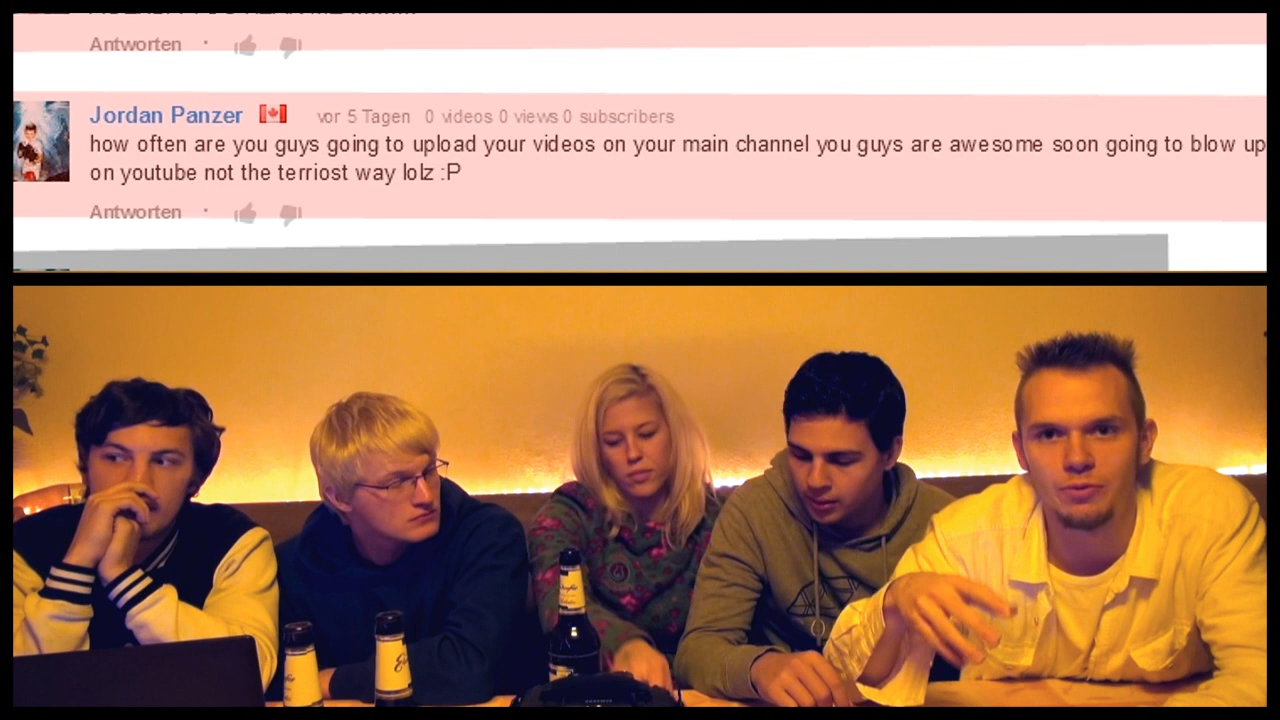 Antworten ·
Jordan Panzer vor 5 Tagen 0 videos 0 views 0 subscribers
how often are you guys going to upload your videos on your main channel you guys are awesome soon going to blow up
on youtube not the terriost way lolz :P
Antworten ·